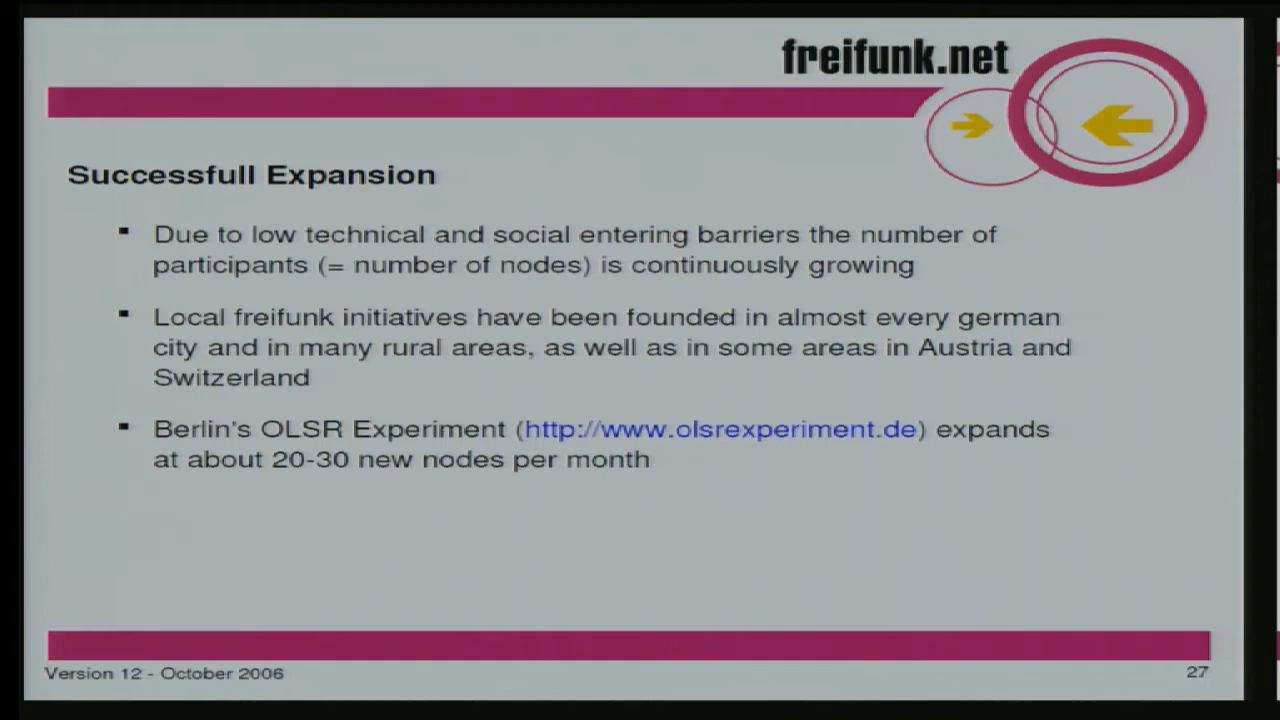 freifunk.net
Successfull Expansion
Due to low technical and social entering barriers the number of
participants (= number of nodes) is continuously growing
Local freifunk initiatives have been founded in almost every german
city and in many rural areas, as well as in some areas in Austria and
Switzerland
Berlin's OLSR Experiment (http://www.olsrexperiment.de) expands
at about 20-30 new nodes per month
Version 12 - October 2006
27